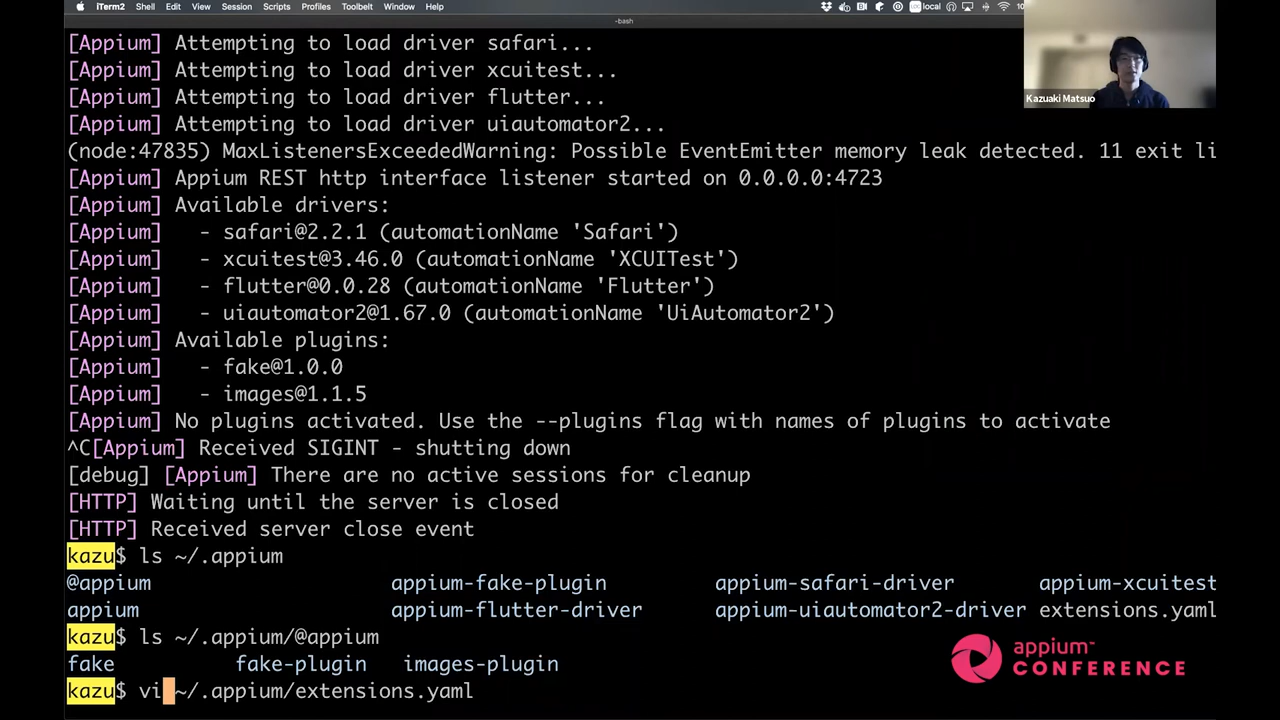 iTerm2 Shell Edit View Session Scripts Profiles Toolbelt Window Help local
-bash
[Appium] Attempting to load driver safari...
[Appium] Attempting to load driver xcuitest...
Kazuaki Matsuo
[Appium] Attempting to load driver flutter...
[Appium] Attempting to load driver uiautomator2...
(node:47835) MaxListenersExceededWarning: Possible EventEmitter memory leak detected. 11 exit li
[Appium] Appium REST http interface listener started on 0.0.0.0:4723
[Appium] Available drivers:
[Appium]   - safari@2.2.1 (automationName 'Safari')
[Appium]   - xcuitest@3.46.0 (automationName 'XCUITest')
[Appium]   - flutter@0.0.28 (automationName 'Flutter')
[Appium]   - uiautomator2@1.67.0 (automationName 'UiAutomator2')
[Appium] Available plugins:
[Appium]   - fake@1.0.0
[Appium]   - images@1.1.5
[Appium] No plugins activated. Use the --plugins flag with names of plugins to activate
^C[Appium] Received SIGINT - shutting down
[debug] [Appium] There are no active sessions for cleanup
[HTTP] Waiting until the server is closed
[HTTP] Received server close event
kazu$ ls ~/.appium
@appium appium-fake-plugin appium-safari-driver appium-xcuitest
appium appium-flutter-driver appium-uiautomator2-driver extensions.yaml
kazu$ ls ~/.appium/@appium
fake fake-plugin images-plugin
kazu$ vi ~/.appium/extensions.yaml
appium™
CONFERENCE